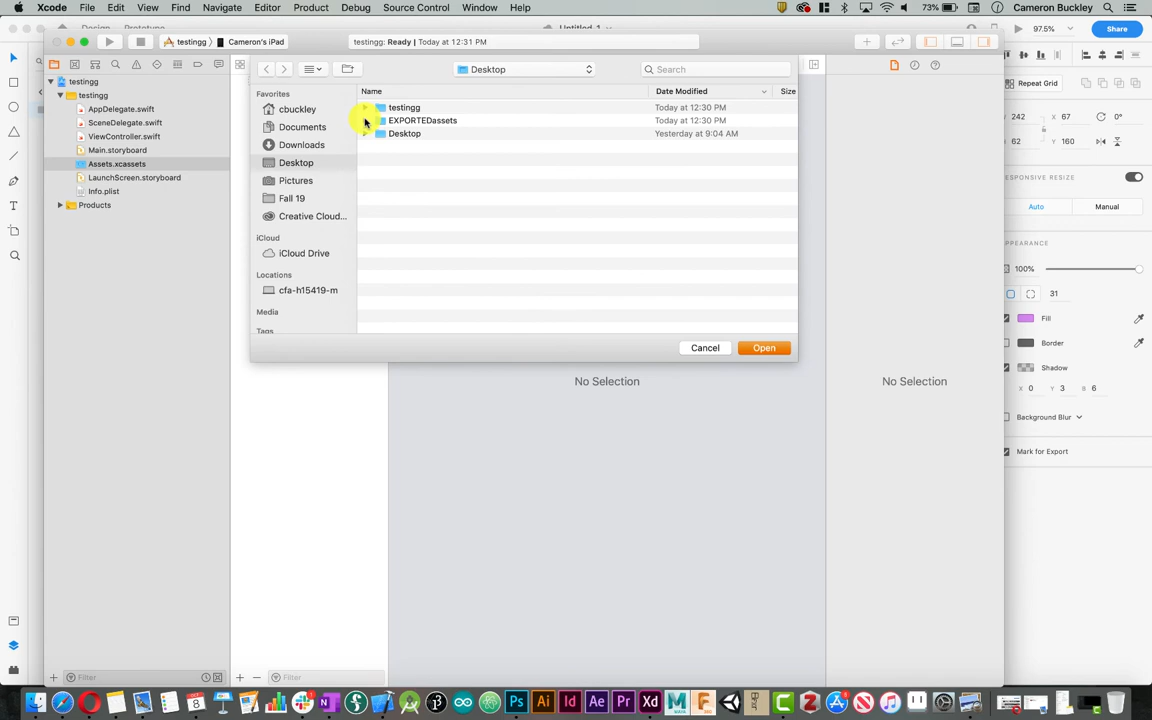 Xcode File Edit View Find Navigate Editor Product Debug Source Control Window Help 73% Cameron Buckley
Design Prototype Untitled-1 97.5% Share
testingg Cameron's iPad testingg: Ready | Today at 12:31 PM
Desktop Search
Repeat Grid
testingg
testingg
AppDelegate.swift
SceneDelegate.swift
ViewController.swift
Main.storyboard
Assets.xcassets
LaunchScreen.storyboard
Info.plist
Products
Favorites
cbuckley
Documents
Downloads
Desktop
Pictures
Fall 19
Creative Cloud...
iCloud
iCloud Drive
Locations
cfa-h15419-m
Media
Tags
Name Date Modified Size
testingg Today at 12:30 PM
EXPORTEDassets Today at 12:30 PM
Desktop Yesterday at 9:04 AM
Cancel Open
No Selection No Selection
242 X 67 0°
62 Y 160
RESPONSIVE RESIZE
Auto Manual
APPEARANCE
100%
31
Fill
Border
Shadow
X 0 Y 3 B 6
Background Blur
Mark for Export
Filter Filter